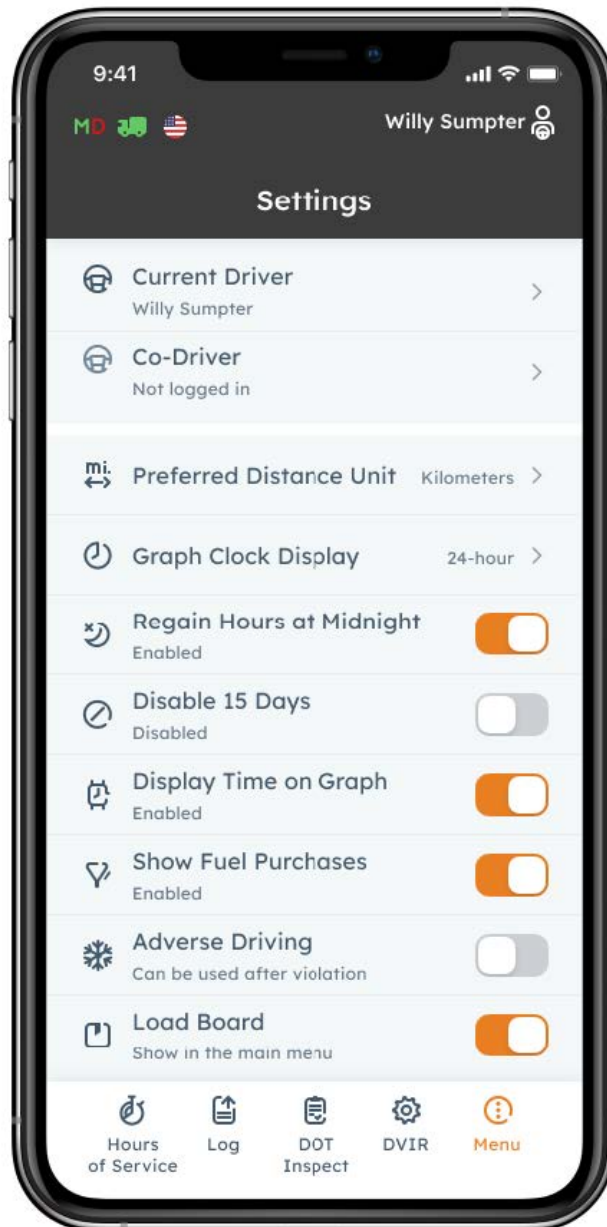 9:41
MD
Willy Sumpter
Settings
Current Driver
Willy Sumpter
Co-Driver
Not logged in
mi.
Preferred Distance Unit Kilometers
Graph Clock Display 24-hour
Regain Hours at Midnight
Enabled
Disable 15 Days
Disabled
Display Time on Graph
Enabled
Show Fuel Purchases
Enabled
Adverse Driving
Can be used after violation
Load Board
Show in the main menu
Hours of Service
Log
DOT Inspect
DVIR
Menu